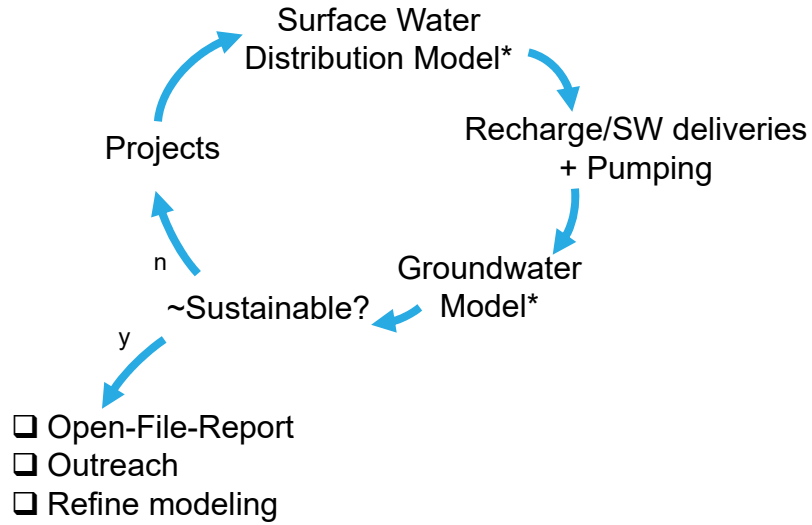 Surface Water
Distribution Model*
Recharge/SW deliveries
+ Pumping
Groundwater
Model*
~Sustainable?
n
Projects
y
❑ Open-File-Report
❑ Outreach
❑ Refine modeling